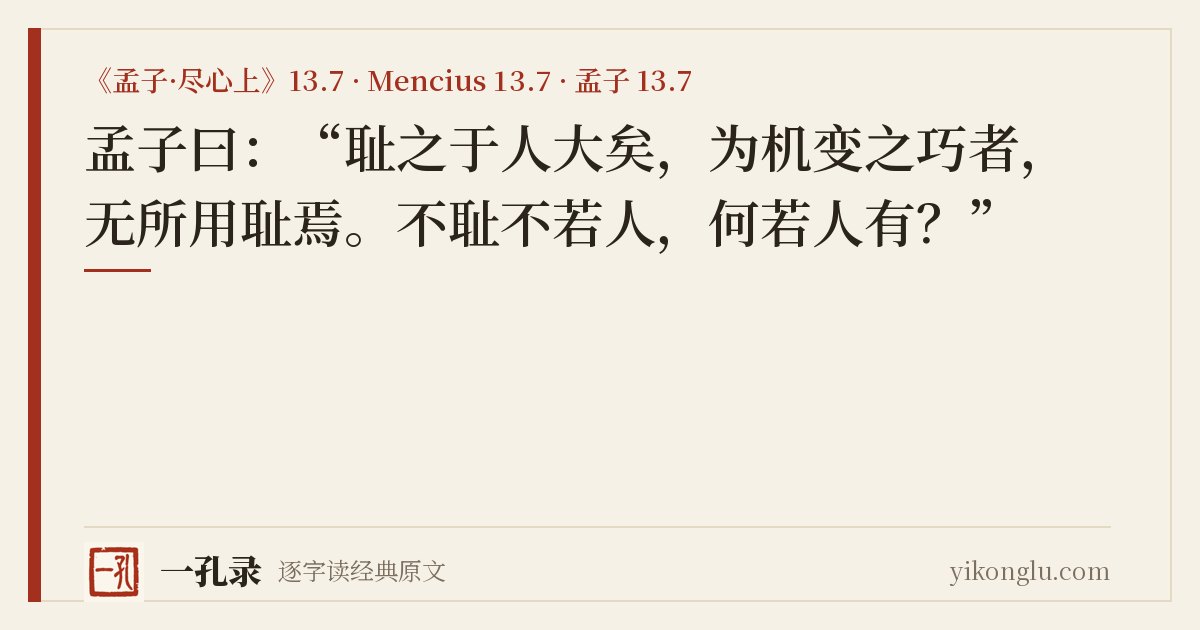 《孟子·尽心上》13.7 · Mencius 13.7 · 孟子 13.7
孟子曰：“耻之于人大矣，为机变之巧者，
无所用耻焉。不耻不若人，何若人有？”
一孔
一孔录 逐字读经典原文 yikonglu.com